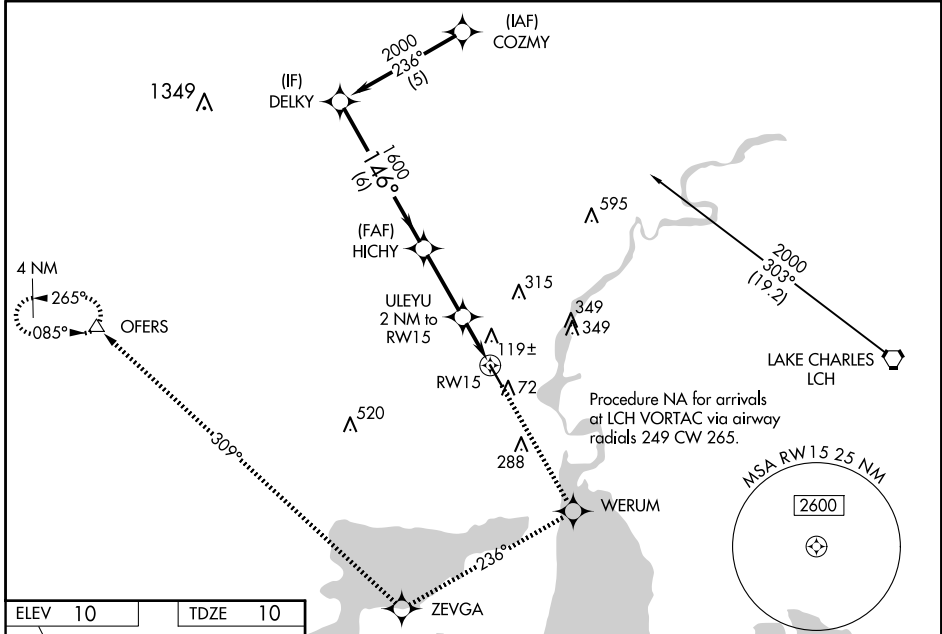 (IAF)
COZMY
2000
236°
(5)
(IF)
DELKY
1349
1600
146°
(6)
595
(FAF)
HICHY
2000
303°
(19.2)
4 NM
265°
085°
OFERS
315
ULEYU
2 NM to
RW15
349
349
119±
LAKE CHARLES
LCH
RW15
72
Procedure NA for arrivals
at LCH VORTAC via airway
radials 249 CW 265.
520
309°
288
MSA RW15 25 NM
2600
WERUM
236°
ZEVGA
ELEV 10
TDZE 10